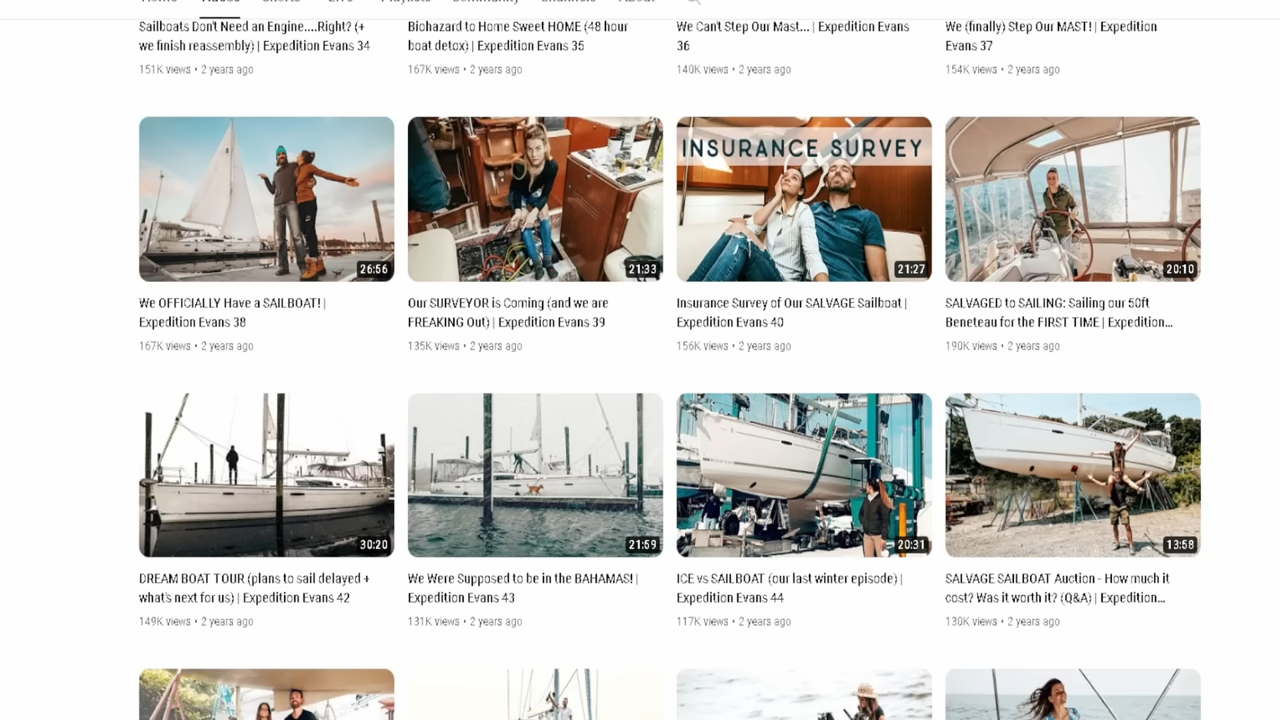 Home Videos Shorts Live Playlists Community Channels About
Sailboats Don't Need an Engine....Right? (+
we finish reassembly) | Expedition Evans 34
151K views • 2 years ago
Biohazard to Home Sweet HOME (48 hour
boat detox) | Expedition Evans 35
167K views • 2 years ago
We Can't Step Our Mast... | Expedition Evans
36
140K views • 2 years ago
We (finally) Step Our MAST! | Expedition
Evans 37
154K views • 2 years ago
26:56
We OFFICIALLY Have a SAILBOAT! |
Expedition Evans 38
167K views • 2 years ago
21:33
Our SURVEYOR is Coming (and we are
FREAKING Out) | Expedition Evans 39
135K views • 2 years ago
INSURANCE SURVEY
21:27
Insurance Survey of Our SALVAGE Sailboat |
Expedition Evans 40
156K views • 2 years ago
20:10
SALVAGED to SAILING: Sailing our 50ft
Beneteau for the FIRST TIME | Expedition...
190K views • 2 years ago
30:20
DREAM BOAT TOUR (plans to sail delayed +
what's next for us) | Expedition Evans 42
149K views • 2 years ago
21:59
We Were Supposed to be in the BAHAMAS! |
Expedition Evans 43
131K views • 2 years ago
20:31
ICE vs SAILBOAT (our last winter episode) |
Expedition Evans 44
117K views • 2 years ago
13:58
SALVAGE SAILBOAT Auction - How much it
cost? Was it worth it? (Q&A) | Expedition...
130K views • 2 years ago